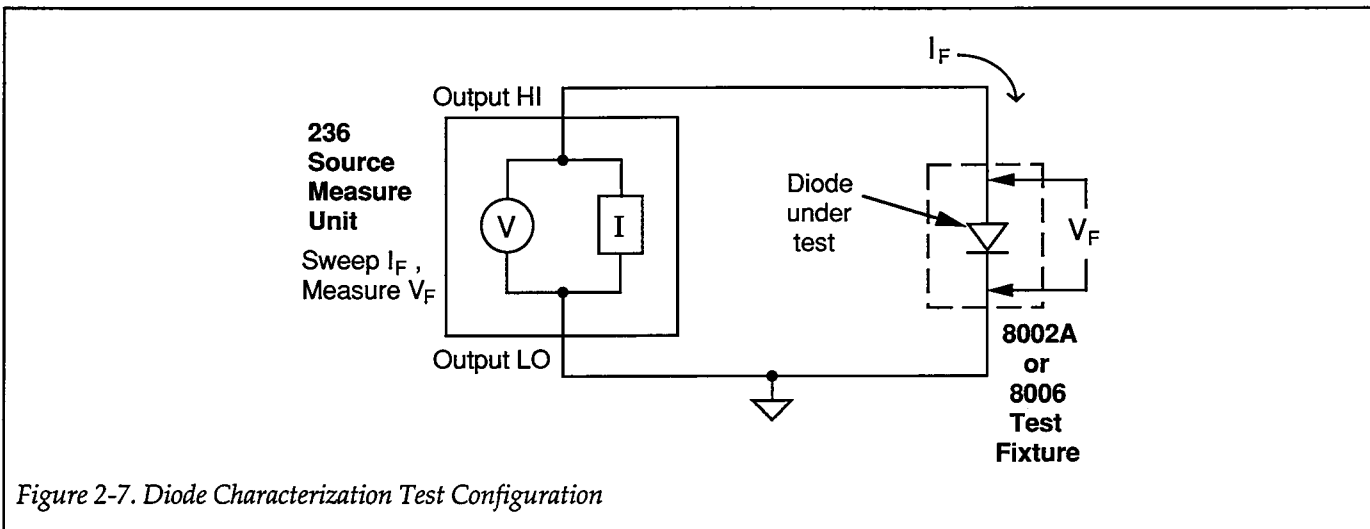 I_F
Output HI
236
Source
Measure
Unit
Sweep I_F ,
Measure V_F
V
I
Output LO
Diode
under
test
V_F
8002A
or
8006
Test
Fixture
Figure 2-7. Diode Characterization Test Configuration